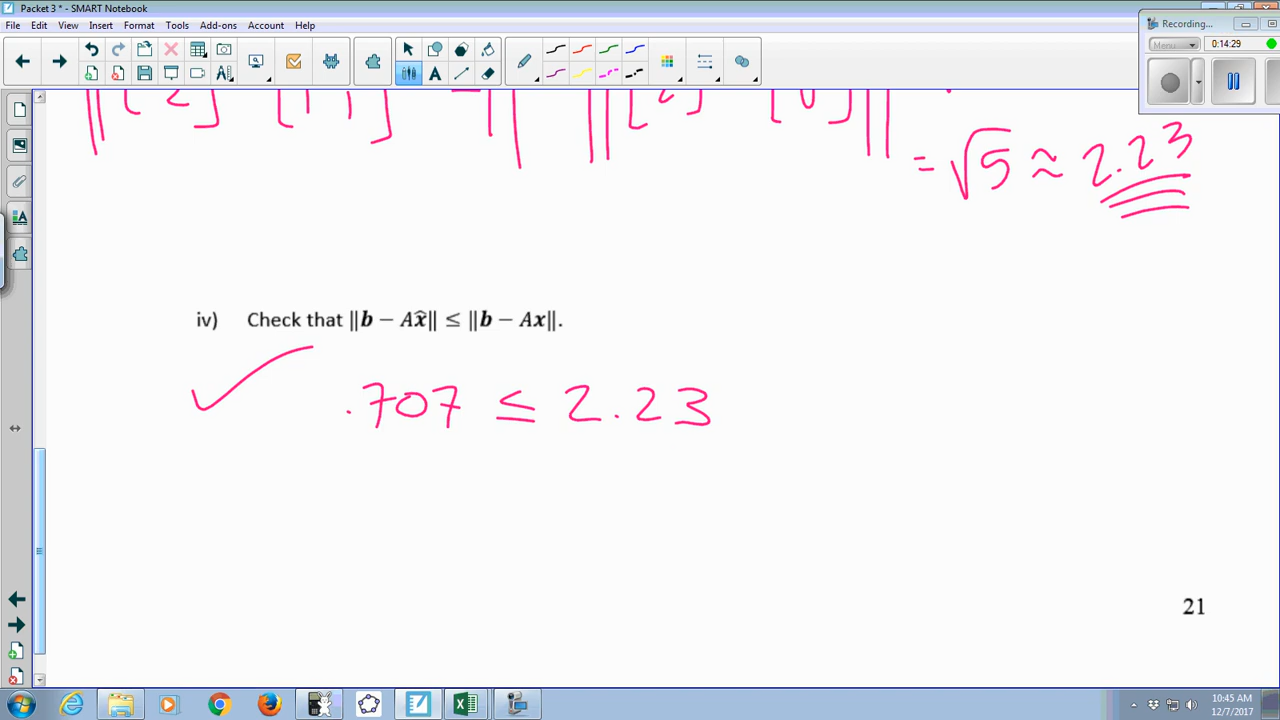 Packet 3 * - SMART Notebook
File Edit View Insert Format Tools Add-ons Account Help
Recording...
Menu
0:14:29
= √5 ≈ 2.23
iv) Check that ‖b − Ax̂‖ ≤ ‖b − Ax‖.
.707 ≤ 2.23
21
10:45 AM
12/7/2017